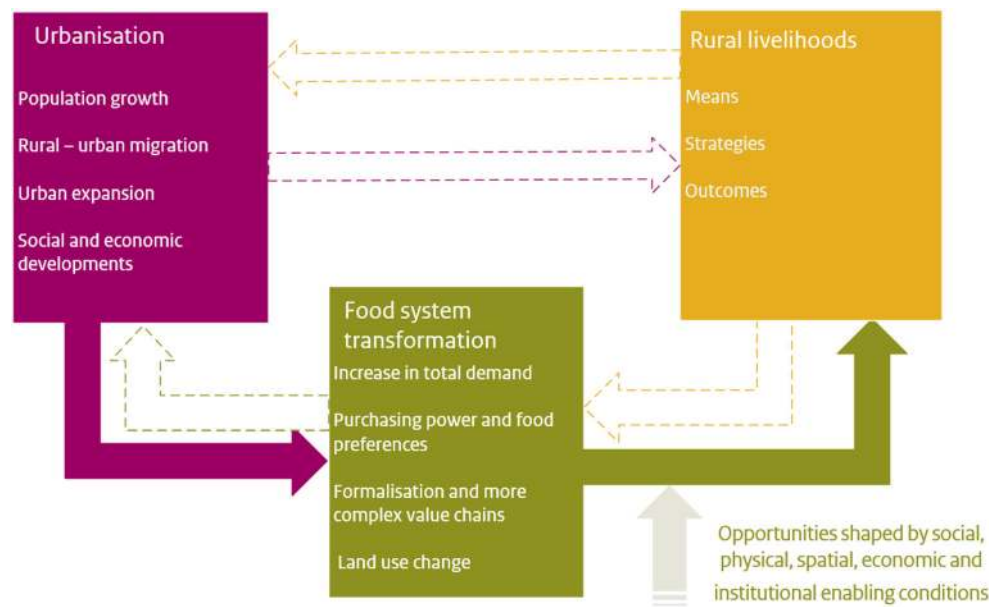 Urbanisation
Population growth
Rural – urban migration
Urban expansion
Social and economic
developments
Rural livelihoods
Means
Strategies
Outcomes
Food system
transformation
Increase in total demand
Purchasing power and food
preferences
Formalisation and more
complex value chains
Land use change
Opportunities shaped by social,
physical, spatial, economic and
institutional enabling conditions